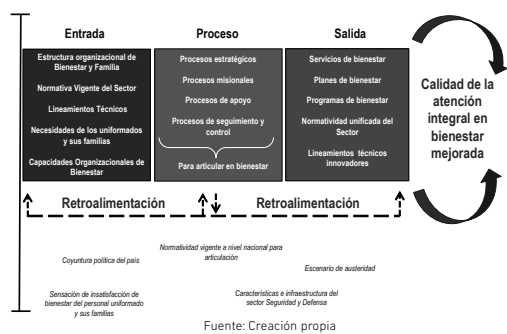 Entrada
Proceso
Salida
Estructura organizacional de
Bienestar y Familia
Normativa Vigente del Sector
Lineamientos Técnicos
Necesidades de los uniformados
y sus familias
Capacidades Organizacionales de
Bienestar
Procesos estratégicos
Procesos misionales
Procesos de apoyo
Procesos de seguimiento y
control
Para articular en bienestar
Servicios de bienestar
Planes de bienestar
Programas de bienestar
Normatividad unificada del
Sector
Lineamientos técnicos
innovadores
Calidad de la
atención
integral en
bienestar
mejorada
Retroalimentación
Retroalimentación
Coyuntura política del país
Normatividad vigente a nivel nacional para
articulación
Escenario de austeridad
Sensación de insatisfacción de
bienestar del personal uniformado
y sus familias
Características e infraestructura del
sector Seguridad y Defensa
Fuente: Creación propia